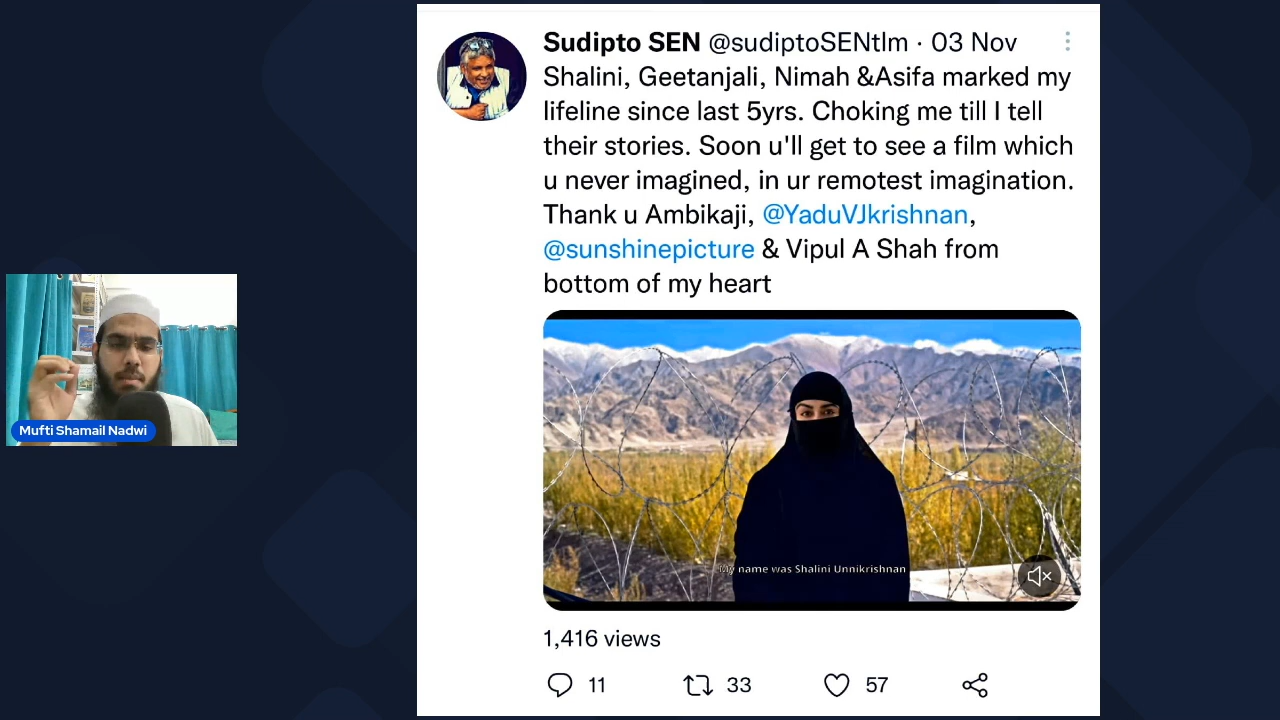 Sudipto SEN @sudiptoSENtlm · 03 Nov
Shalini, Geetanjali, Nimah &Asifa marked my
lifeline since last 5yrs. Choking me till I tell
their stories. Soon u'll get to see a film which
u never imagined, in ur remotest imagination.
Thank u Ambikaji, @YaduVJkrishnan,
@sunshinepicture & Vipul A Shah from
bottom of my heart
My name was Shalini Unnikrishnan
1,416 views
11 33 57
Mufti Shamail Nadwi